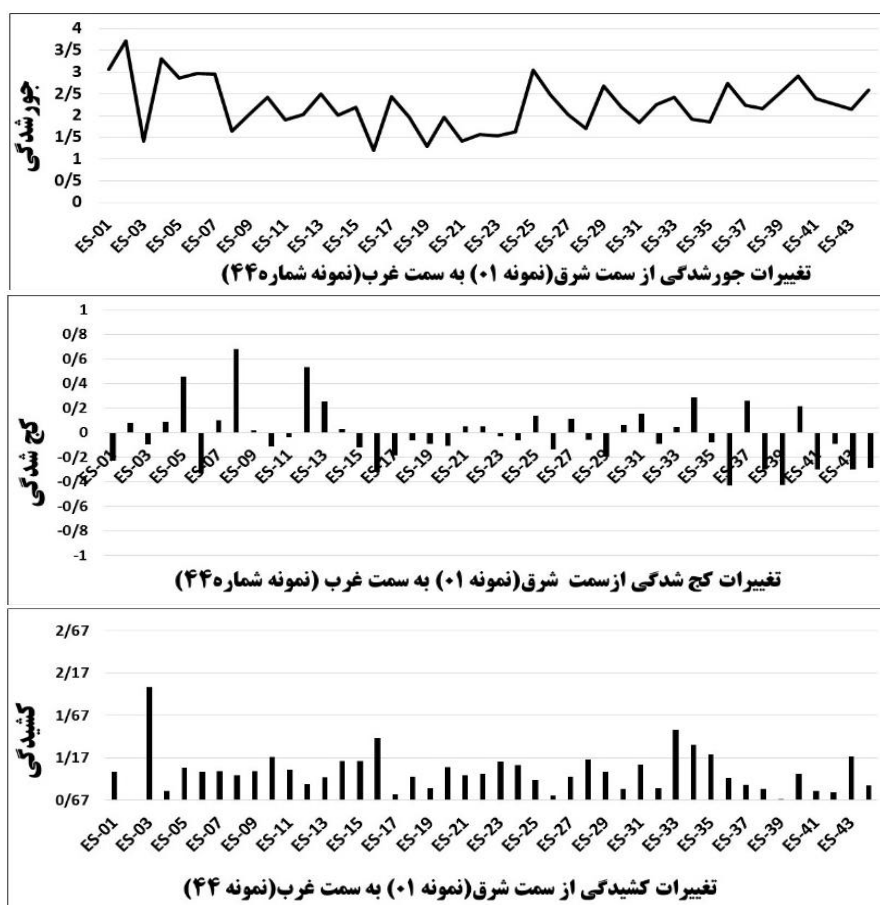 4
3/5
3
2/5
2
1/5
1
0/5
0
جورشدگی
ES-01 ES-03 ES-05 ES-07 ES-09 ES-11 ES-13 ES-15 ES-17 ES-19 ES-21 ES-23 ES-25 ES-27 ES-29 ES-31 ES-33 ES-35 ES-37 ES-39 ES-41 ES-43
تغییرات جورشدگی از سمت شرق(نمونه ۰۱) به سمت غرب(نمونه شماره۴۴)
1
0/8
0/6
0/4
0/2
0
-0/2
-0/4
-0/6
-0/8
-1
کج شدگی
ES-01 ES-03 ES-05 ES-07 ES-09 ES-11 ES-13 ES-15 ES-17 ES-19 ES-21 ES-23 ES-25 ES-27 ES-29 ES-31 ES-33 ES-35 ES-37 ES-39 ES-41 ES-43
تغییرات کج شدگی ازسمت شرق(نمونه ۰۱) به سمت غرب (نمونه شماره۴۴)
2/67
2/17
1/67
1/17
0/67
کشیدگی
ES-01 ES-03 ES-05 ES-07 ES-09 ES-11 ES-13 ES-15 ES-17 ES-19 ES-21 ES-23 ES-25 ES-27 ES-29 ES-31 ES-33 ES-35 ES-37 ES-39 ES-41 ES-43
تغییرات کشیدگی از سمت شرق(نمونه ۰۱) به سمت غرب(نمونه ۴۴)